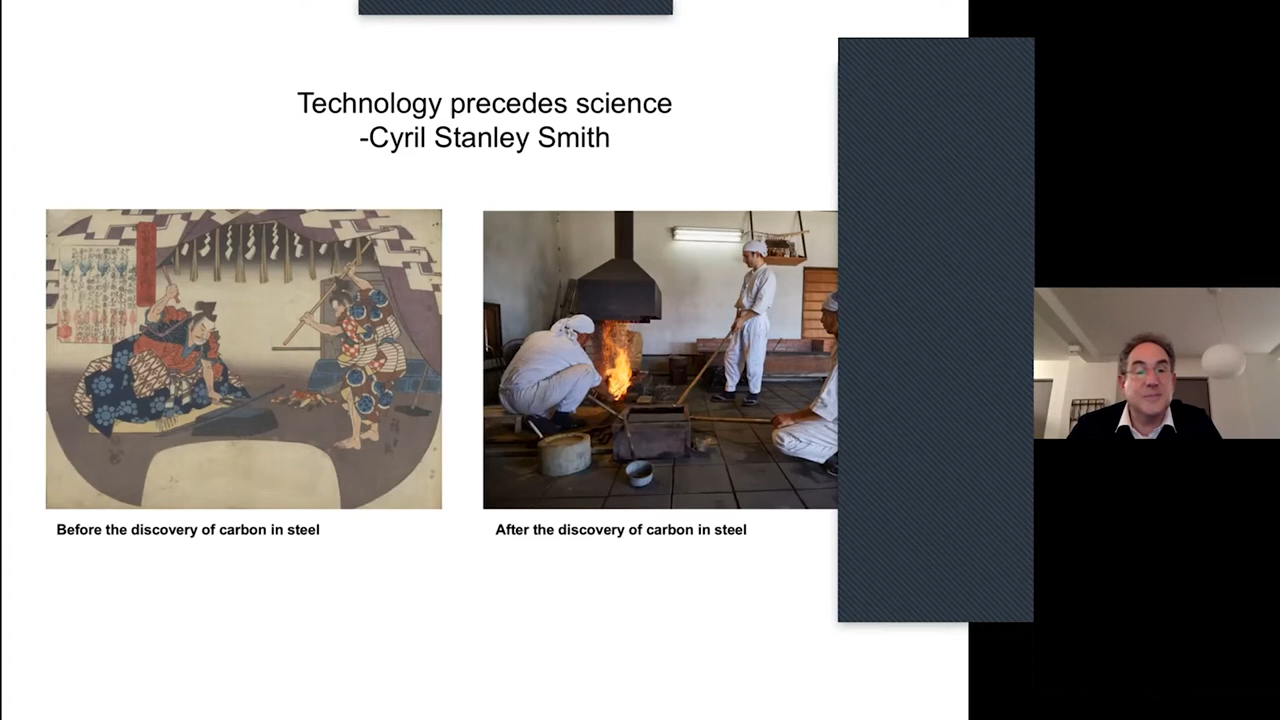 Technology precedes science
-Cyril Stanley Smith
Before the discovery of carbon in steel
After the discovery of carbon in steel